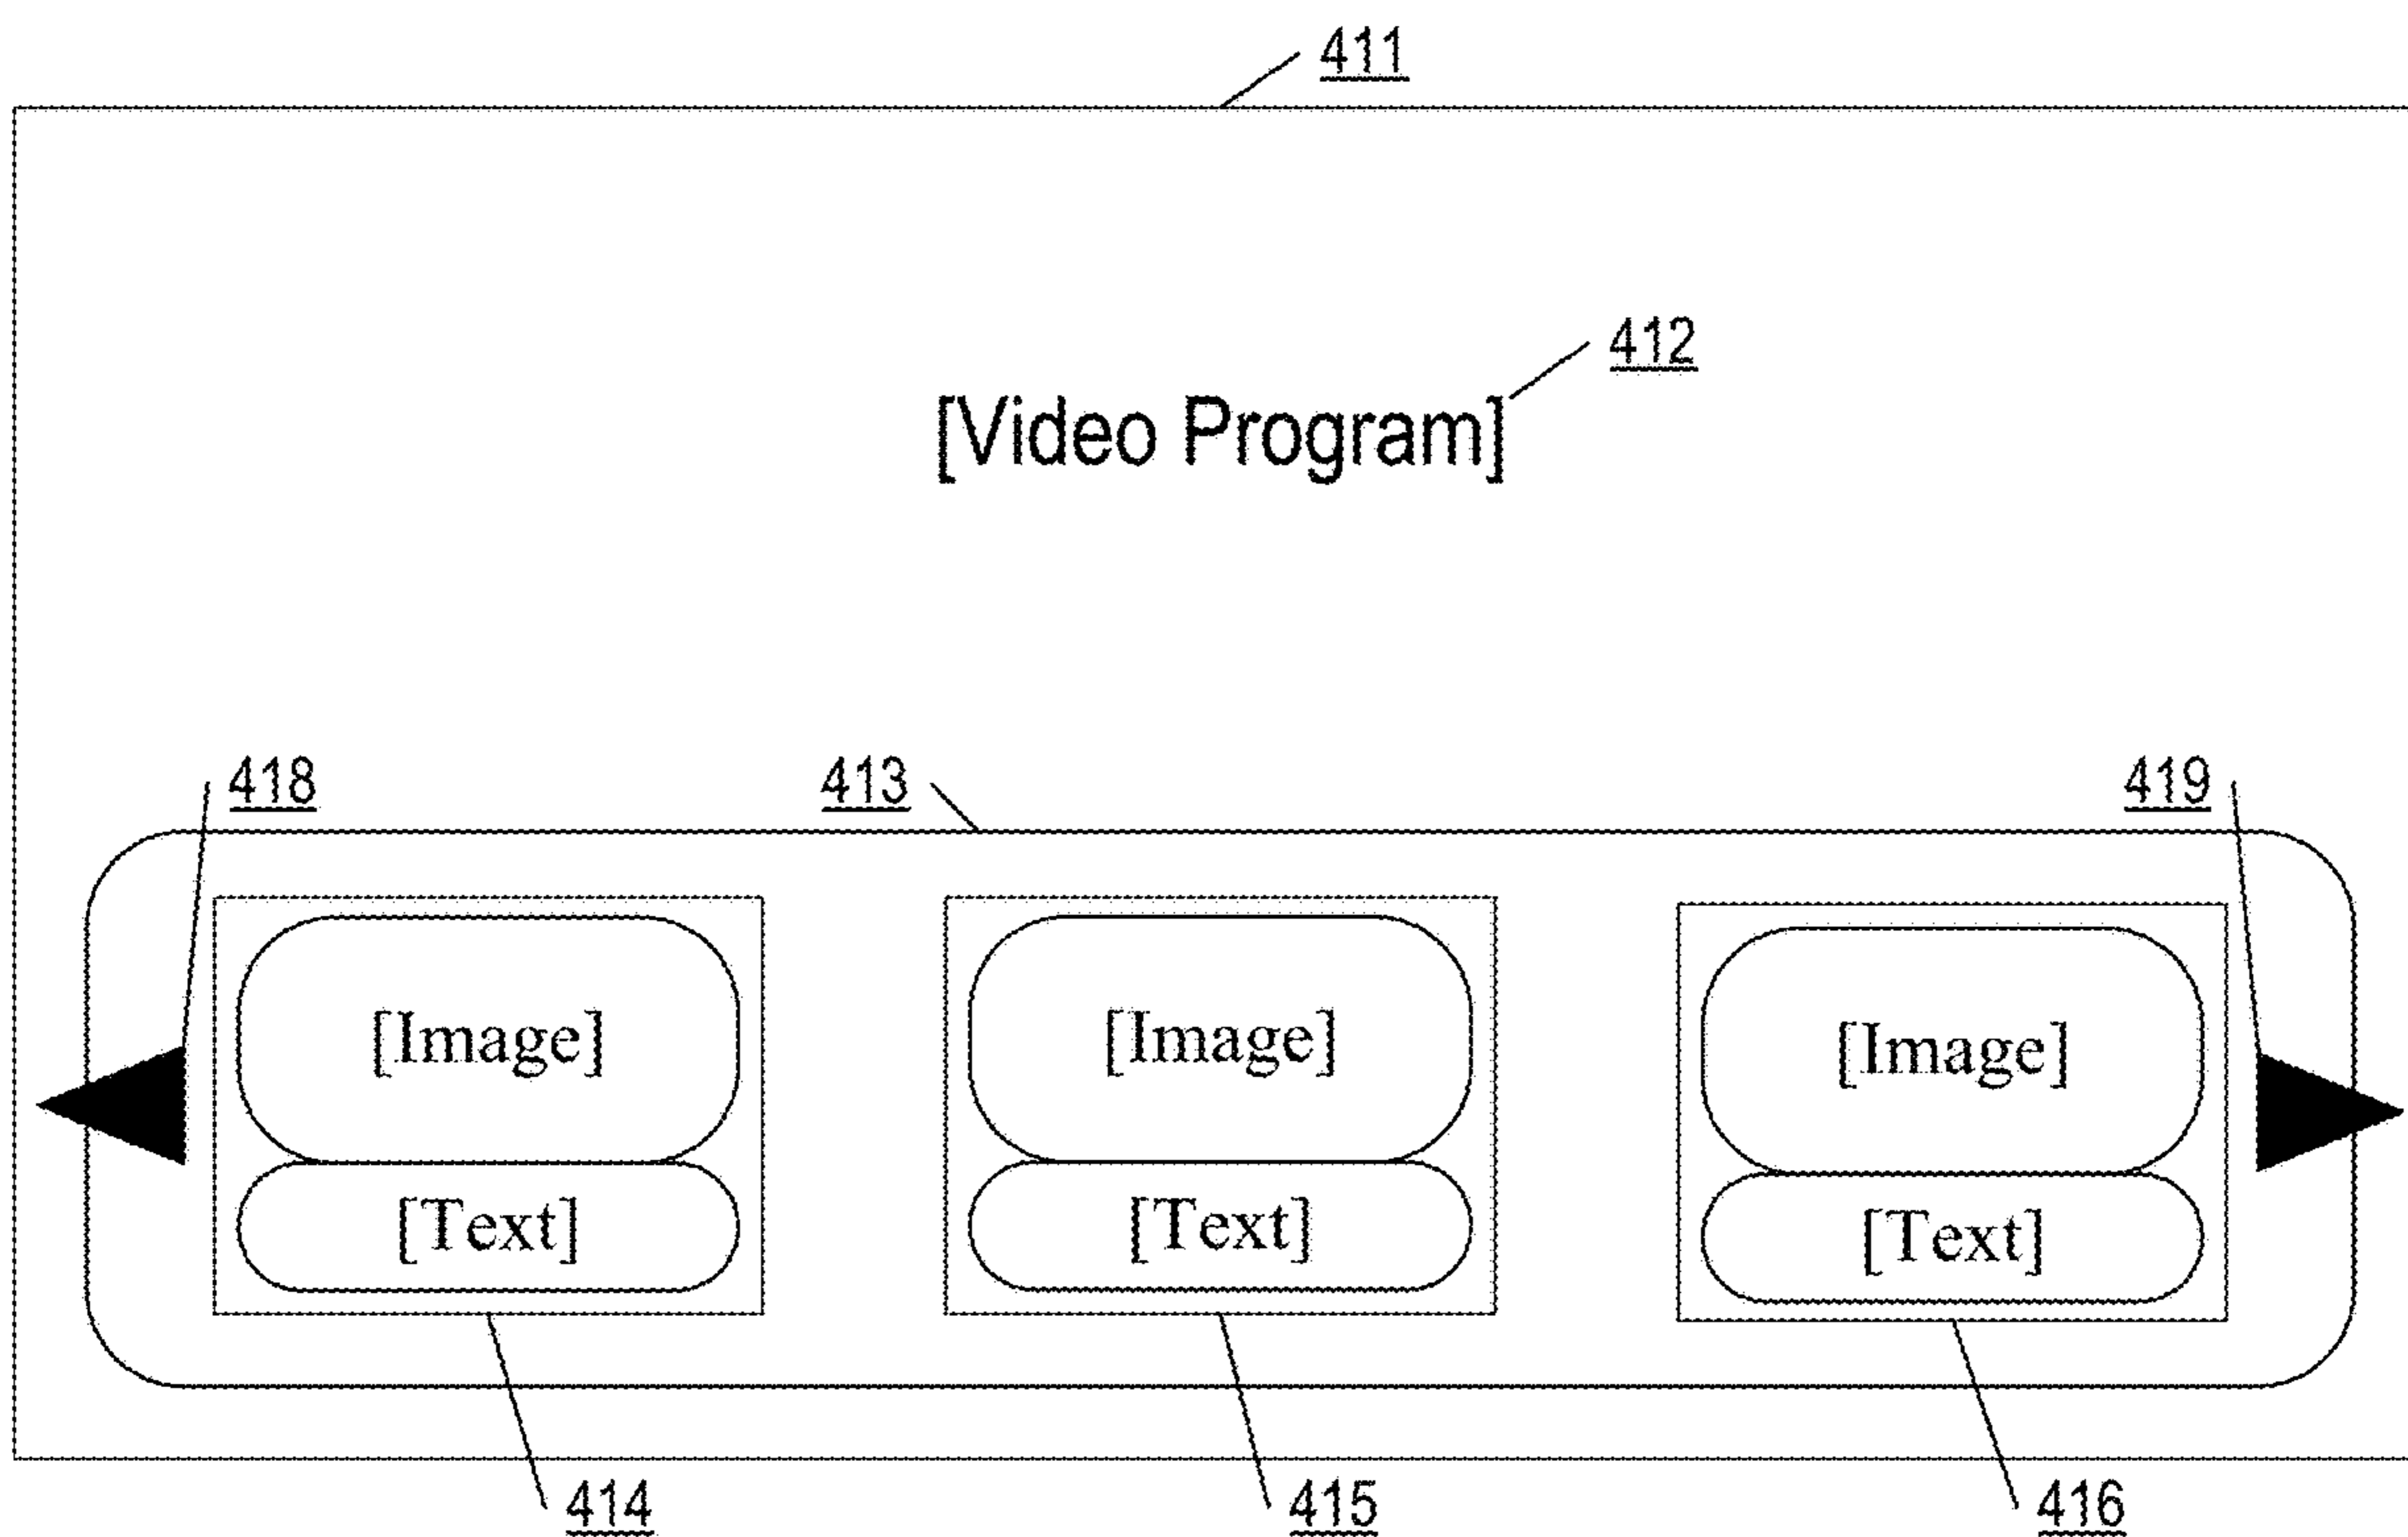 411
412
[Video Program]
418 413 419
[Image] [Image] [Image]
[Text] [Text] [Text]
414 415 416